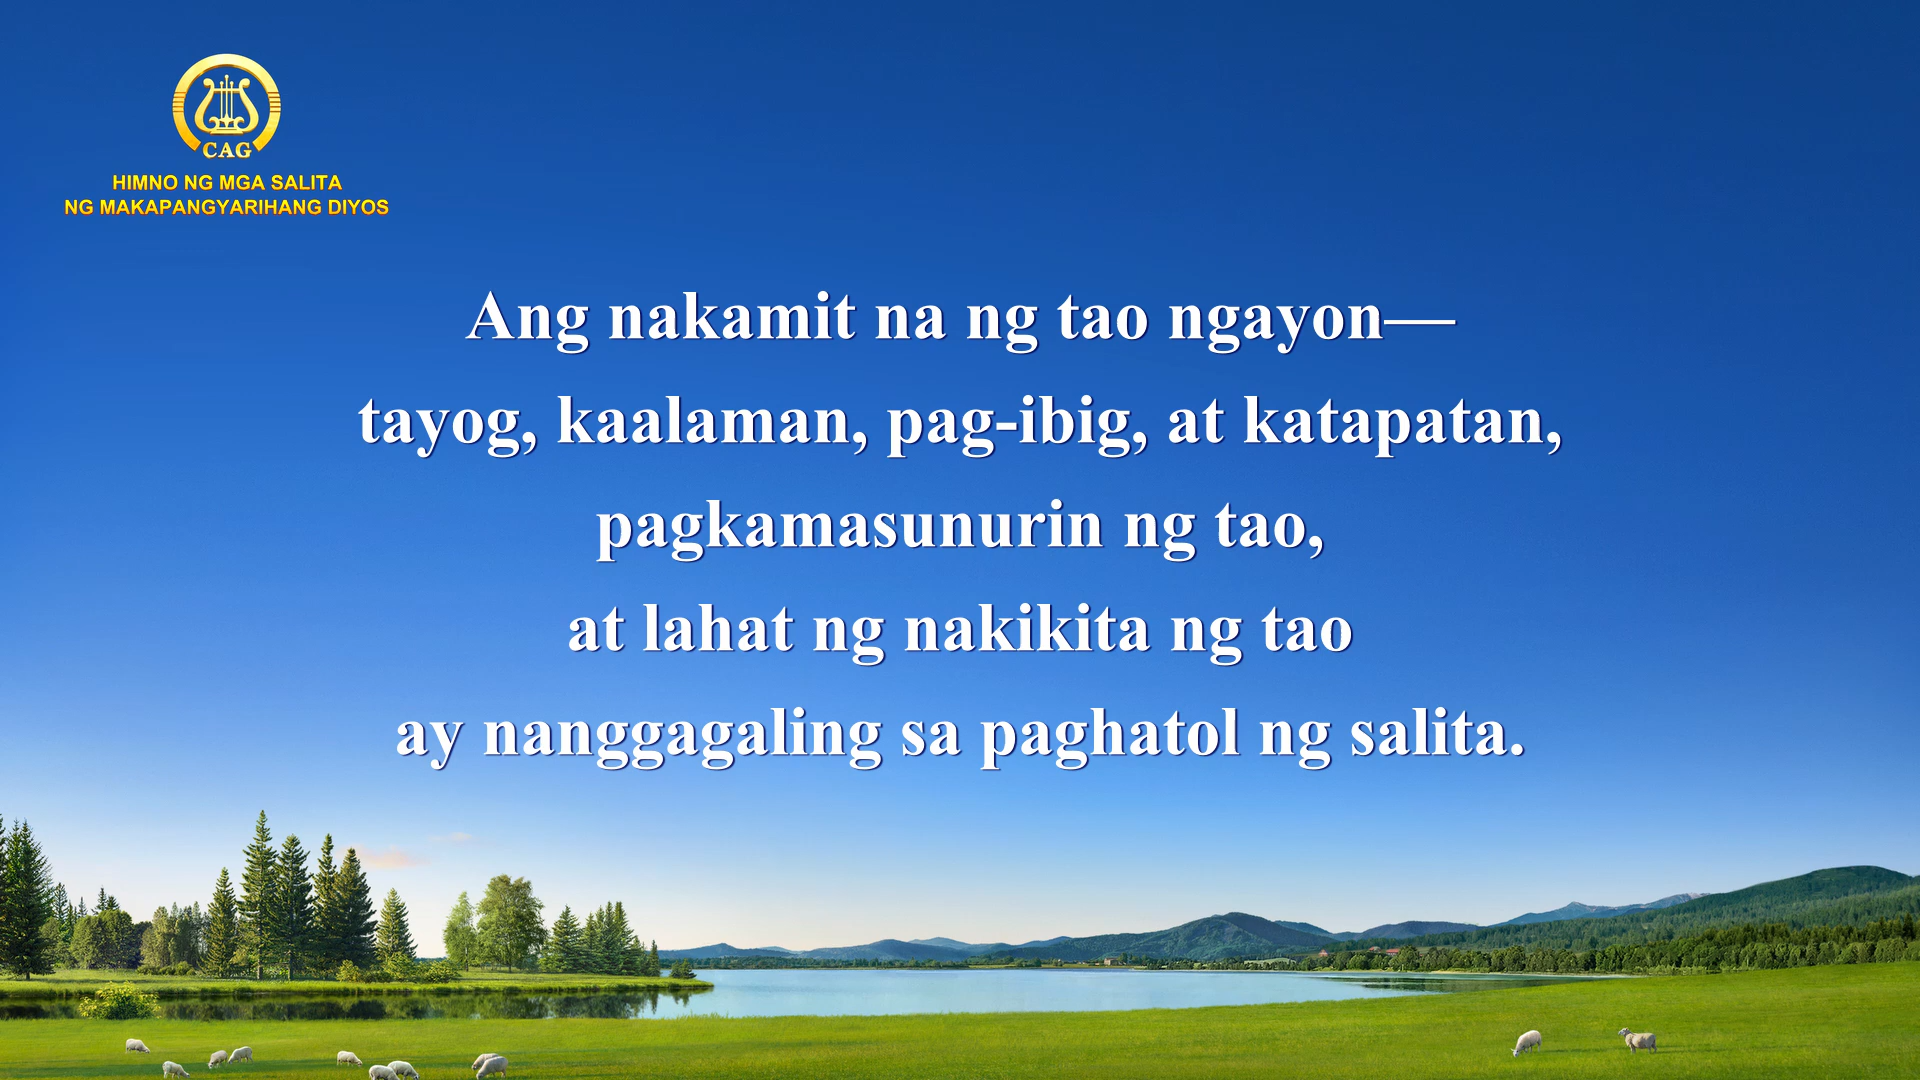 CAG
HIMNO NG MGA SALITA
NG MAKAPANGYARIHANG DIYOS
Ang nakamit na ng tao ngayon—
tayog, kaalaman, pag-ibig, at katapatan,
pagkamasunurin ng tao,
at lahat ng nakikita ng tao
ay nanggagaling sa paghatol ng salita.